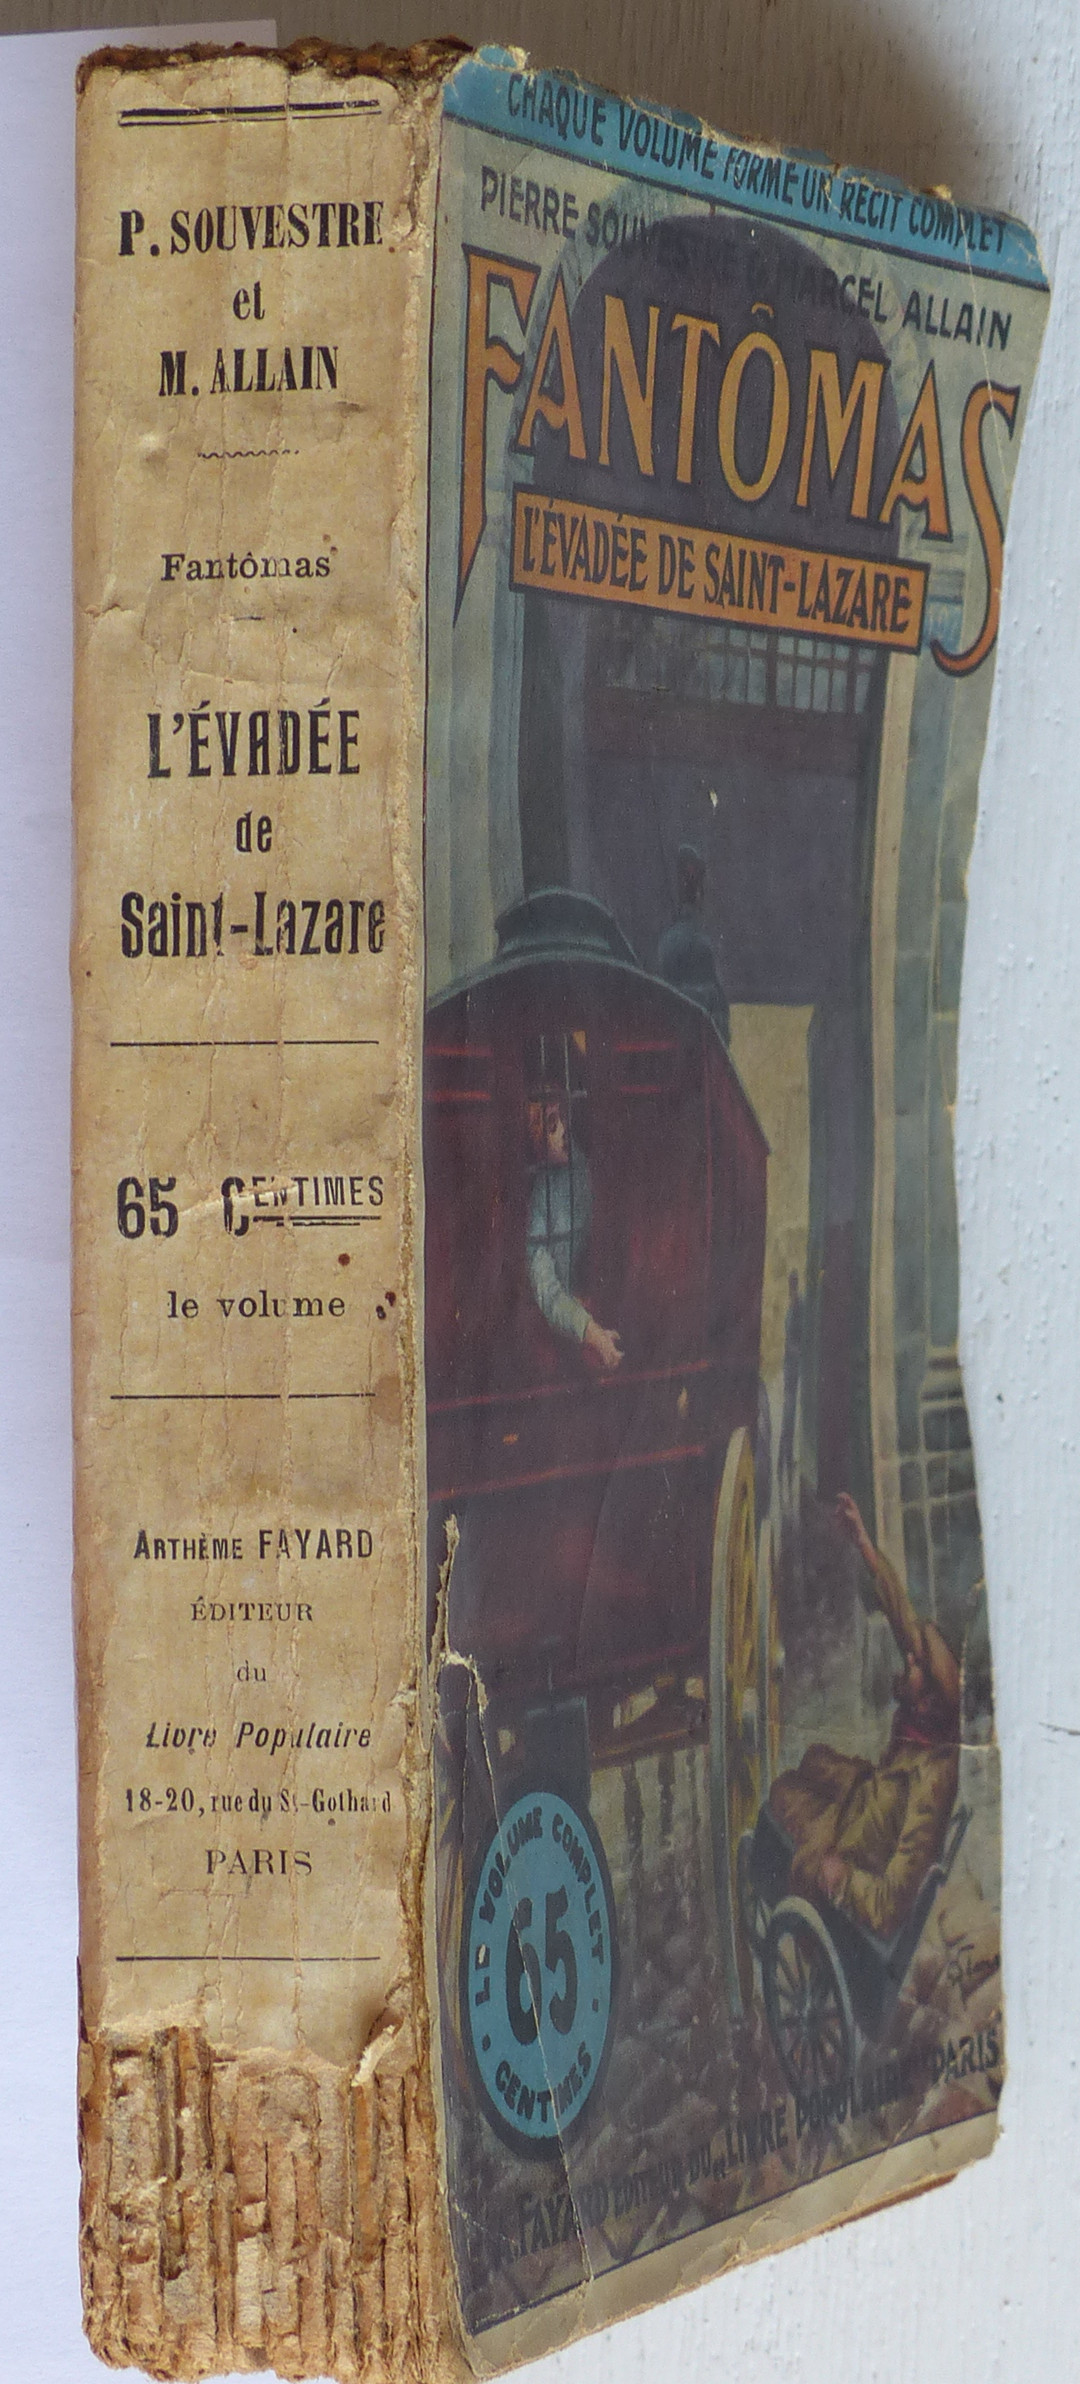 P. SOUVESTRE
et
M. ALLAIN
Fantômas
L'ÉVADÉE
de
Saint-Lazare
65 CENTIMES
le volume
ARTHÈME FAYARD
ÉDITEUR
du
Livre Populaire
18-20, rue du St-Gothard
PARIS
CHAQUE VOLUME FORME UN RÉCIT COMPLET
PIERRE SOUVESTRE & MARCEL ALLAIN
FANTÔMAS
L'ÉVADÉE DE SAINT-LAZARE
LE VOLUME COMPLET
65
CENTIMES
A. FAYARD EDITEUR DU "LIVRE POPULAIRE" PARIS